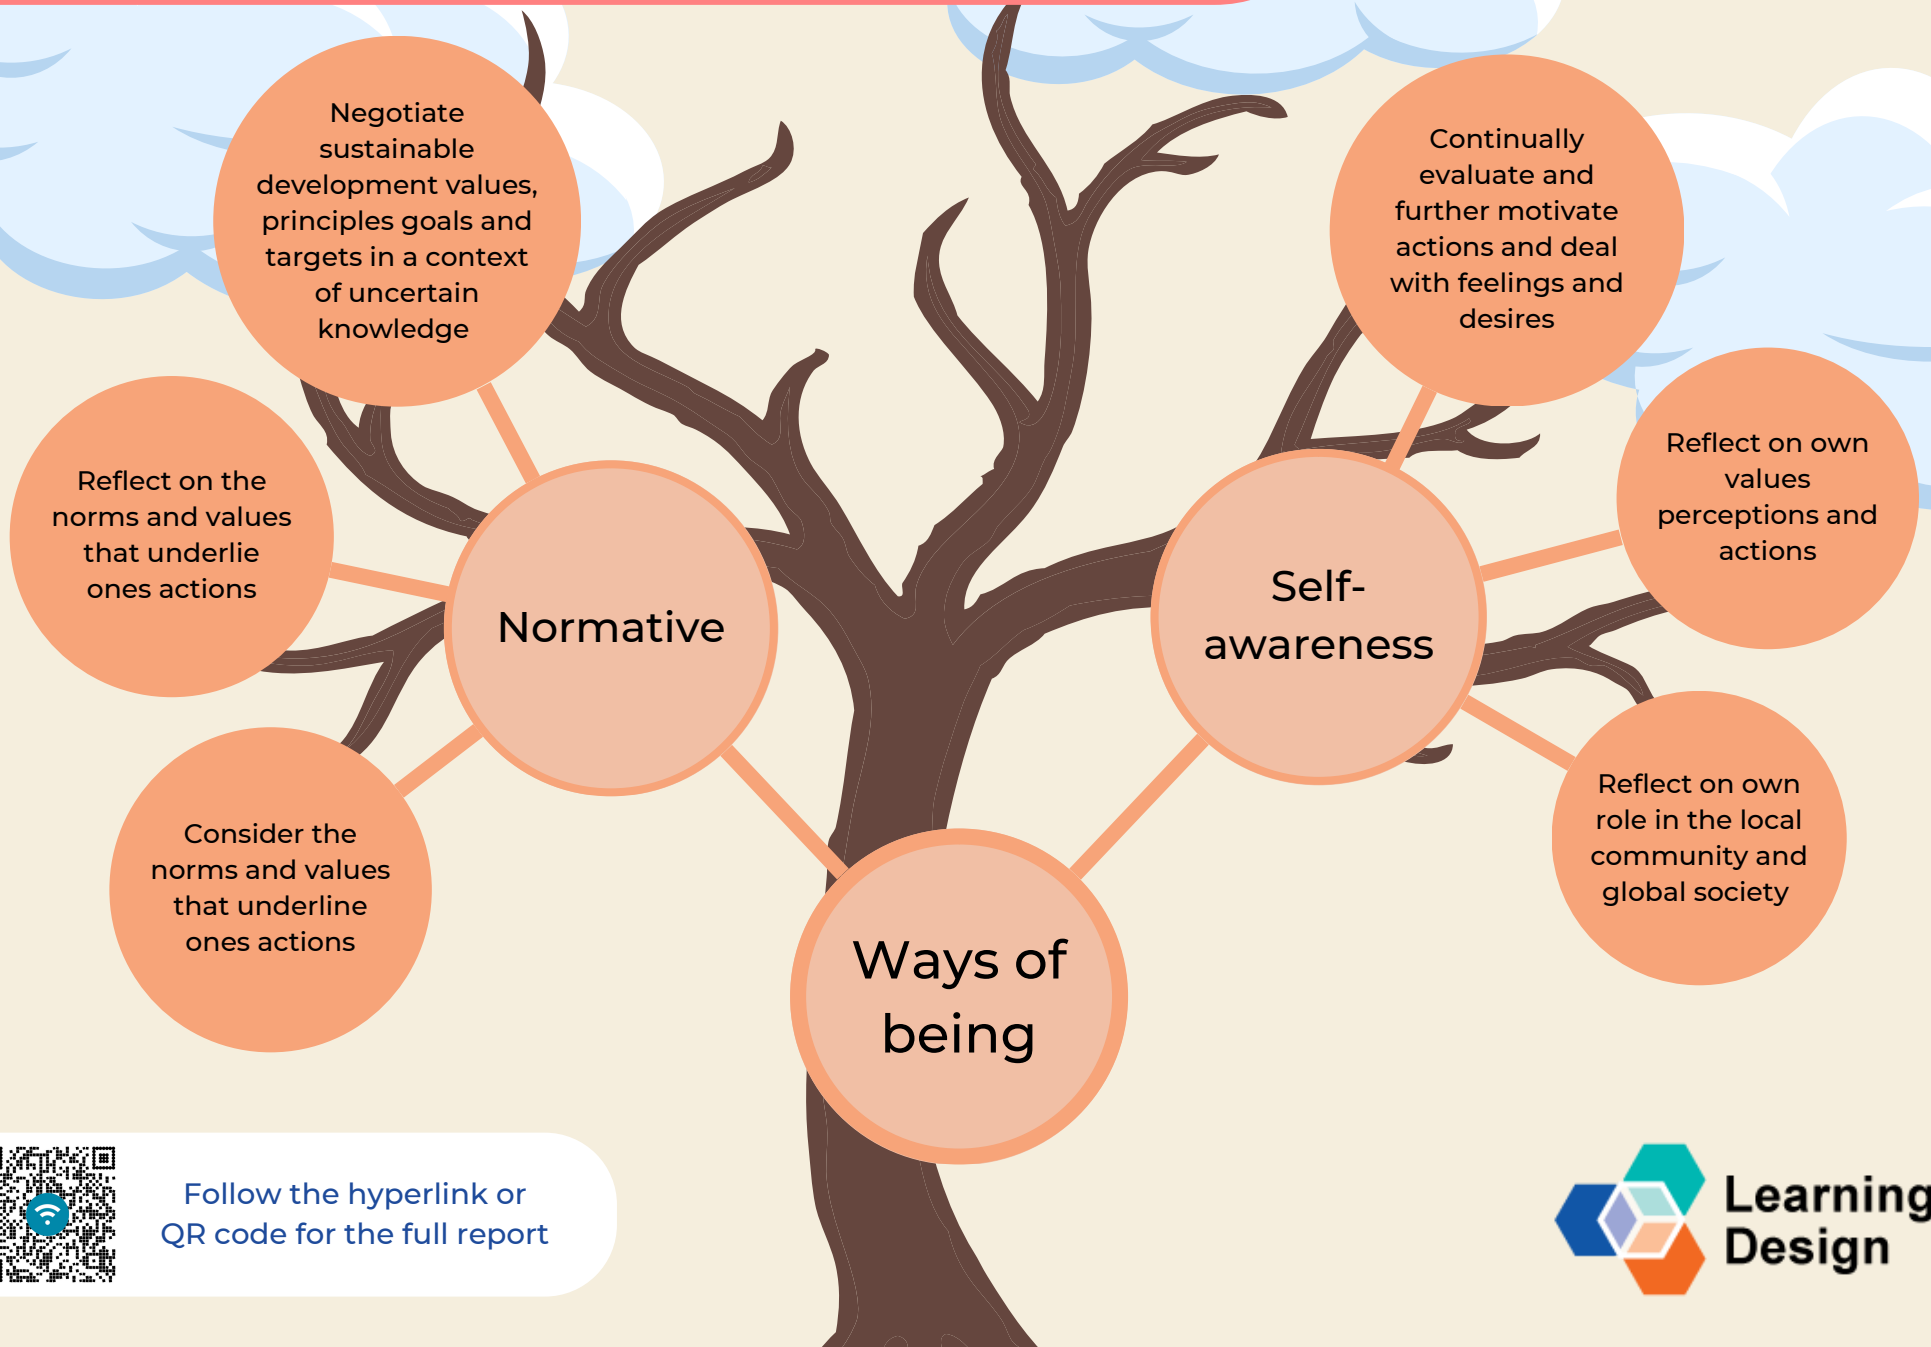 Negotiate
sustainable
development values,
principles goals and
targets in a context
of uncertain
knowledge
Continually
evaluate and
further motivate
actions and deal
with feelings and
desires
Reflect on the
norms and values
that underlie
ones actions
Reflect on own
values
perceptions and
actions
Normative
Self-
awareness
Consider the
norms and values
that underline
ones actions
Reflect on own
role in the local
community and
global society
Ways of
being
Follow the hyperlink or
QR code for the full report
Learning
Design